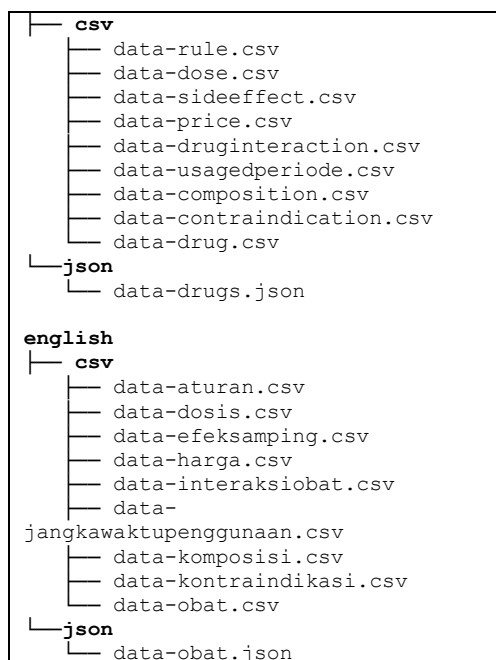 ├── csv
├── data-rule.csv
├── data-dose.csv
├── data-sideeffect.csv
├── data-price.csv
├── data-druginteraction.csv
├── data-usagedperiode.csv
├── data-composition.csv
├── data-contraindication.csv
└── data-drug.csv
└──json
└── data-drugs.json
english
├── csv
├── data-aturan.csv
├── data-dosis.csv
├── data-efeksamping.csv
├── data-harga.csv
├── data-interaksiobat.csv
├── data-
jangkawaktupenggunaan.csv
├── data-komposisi.csv
├── data-kontraindikasi.csv
└── data-obat.csv
└──json
└── data-obat.json